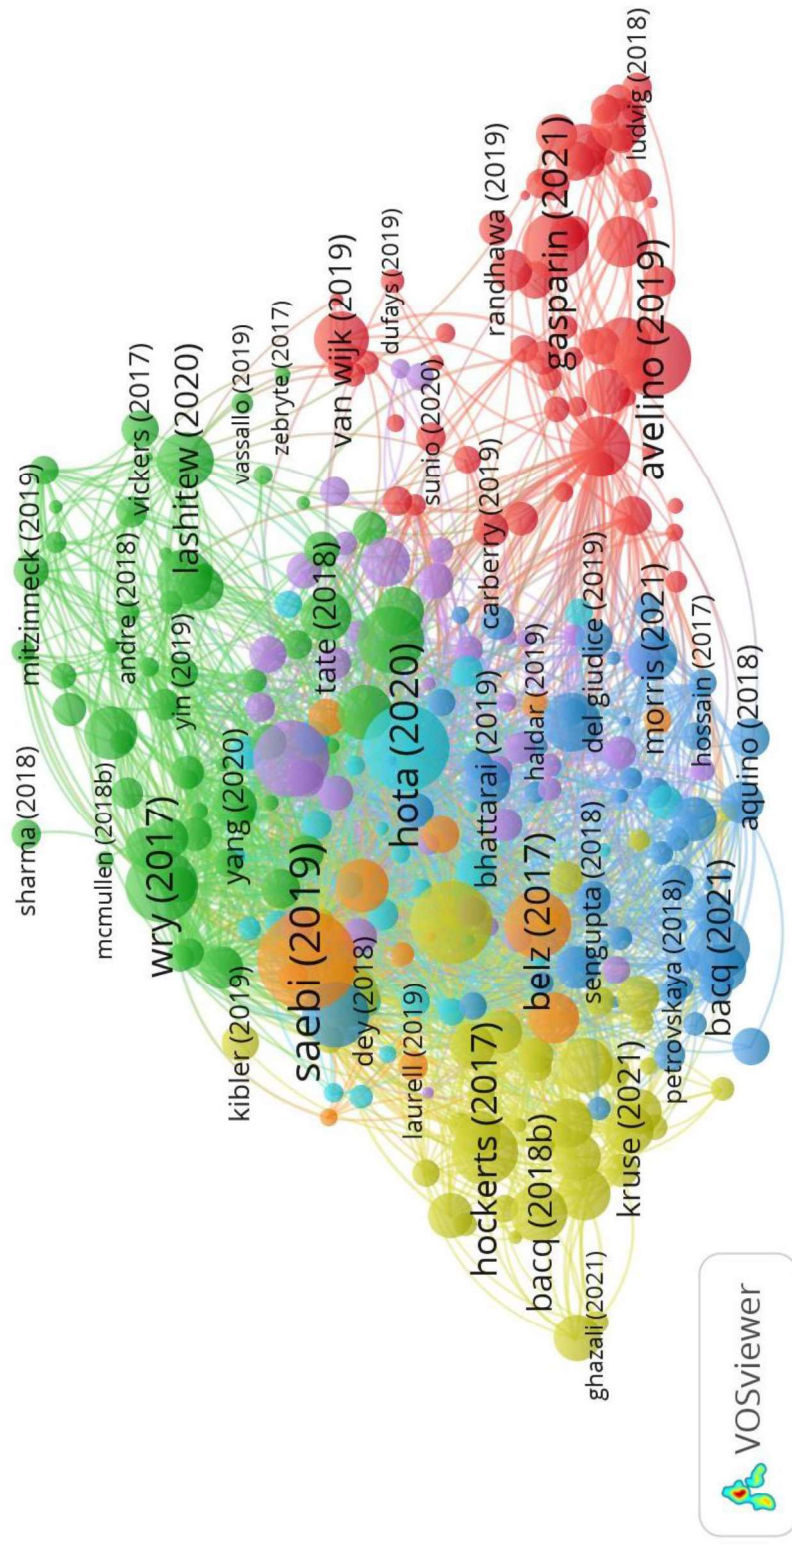 sharma (2018)
mitzinneck (2019)
mcmullen (2018b)
andre (2018)
vickers (2017)
wry (2017)
yin (2019)
lashitew (2020)
kibler (2019)
yang (2020)
vassallo (2019)
zebryte (2017)
saebi (2019)
tate (2018)
van wijk (2019)
dey (2018)
dufays (2019)
laurell (2019)
hota (2020)
sunio (2020)
hockerts (2017)
bhattarai (2019)
carberry (2019)
randhawa (2019)
bacq (2018b)
belz (2017)
haldar (2019)
gasparin (2021)
ghazali (2021)
sengupta (2018)
del giudice (2019)
kruse (2021)
morris (2021)
avelino (2019)
ludvig (2018)
petrovskaya (2018)
hossain (2017)
bacq (2021)
aquino (2018)
VOSviewer